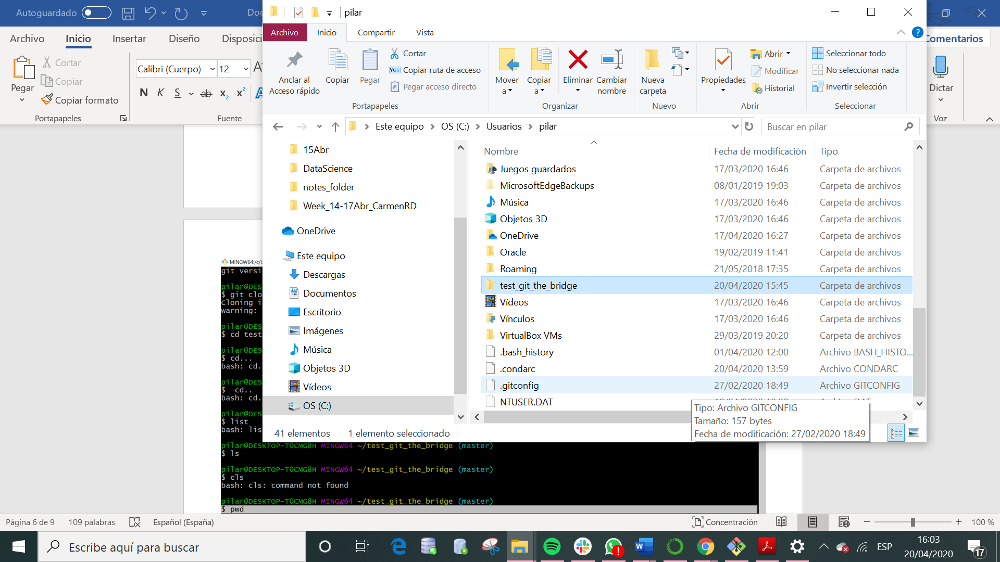 Autoguardado
Doc
pilar
Archivo Inicio Insertar Diseño Disposici
Archivo Inicio Compartir Vista
Comentarios
Pegar
Cortar
Copiar
Copiar formato
Portapapeles
Calibri (Cuerpo) 12
N K S ab x₂ x²
Fuente
Anclar al
Acceso rápido
Copiar
Pegar
Cortar
Copiar ruta de acceso
Pegar acceso directo
Portapapeles
Mover
a
Copiar
a
Eliminar
Cambiar
nombre
Organizar
Nueva
carpeta
Nuevo
Propiedades
Abrir
Modificar
Historial
Abrir
Seleccionar todo
No seleccionar nada
Invertir selección
Seleccionar
Dictar
Voz
Este equipo > OS (C:) > Usuarios > pilar
Buscar en pilar
15Abr
DataScience
notes_folder
Week_14-17Abr_CarmenRD
OneDrive
Este equipo
Descargas
Documentos
Escritorio
Imágenes
Música
Objetos 3D
Vídeos
OS (C:)
Nombre Fecha de modificación Tipo
Juegos guardados 17/03/2020 16:46 Carpeta de archivos
MicrosoftEdgeBackups 08/01/2019 19:03 Carpeta de archivos
Música 17/03/2020 16:46 Carpeta de archivos
Objetos 3D 17/03/2020 16:46 Carpeta de archivos
OneDrive 17/04/2020 16:27 Carpeta de archivos
Oracle 19/02/2019 11:41 Carpeta de archivos
Roaming 21/05/2018 17:35 Carpeta de archivos
test_git_the_bridge 20/04/2020 15:45 Carpeta de archivos
Vídeos 17/03/2020 16:46 Carpeta de archivos
Vínculos 17/03/2020 16:46 Carpeta de archivos
VirtualBox VMs 29/03/2019 20:20 Carpeta de archivos
.bash_history 01/04/2020 12:00 Archivo BASH_HISTO...
.condarc 20/04/2020 13:59 Archivo CONDARC
.gitconfig 27/02/2020 18:49 Archivo GITCONFIG
NTUSER.DAT
Tipo: Archivo GITCONFIG
Tamaño: 157 bytes
Fecha de modificación: 27/02/2020 18:49
41 elementos 1 elemento seleccionado
MINGW64:/c/U
git versi
pilar@DES
$ git clo
Cloning i
warning:
pilar@DES
$ cd test
pilar@DES
$ cd...
bash: cd.
pilar@DES
$ cd..
bash: cd.
pilar@DES
$ list
bash: lis
pilar@DESKTOP-T0CMG8H MINGW64 ~/test_git_the_bridge (master)
$ ls
pilar@DESKTOP-T0CMG8H MINGW64 ~/test_git_the_bridge (master)
$ cls
bash: cls: command not found
pilar@DESKTOP-T0CMG8H MINGW64 ~/test_git_the_bridge (master)
$ pwd
Página 6 de 9 109 palabras Español (España) Concentración 100 %
Escribe aquí para buscar
ESP
16:03
20/04/2020
17